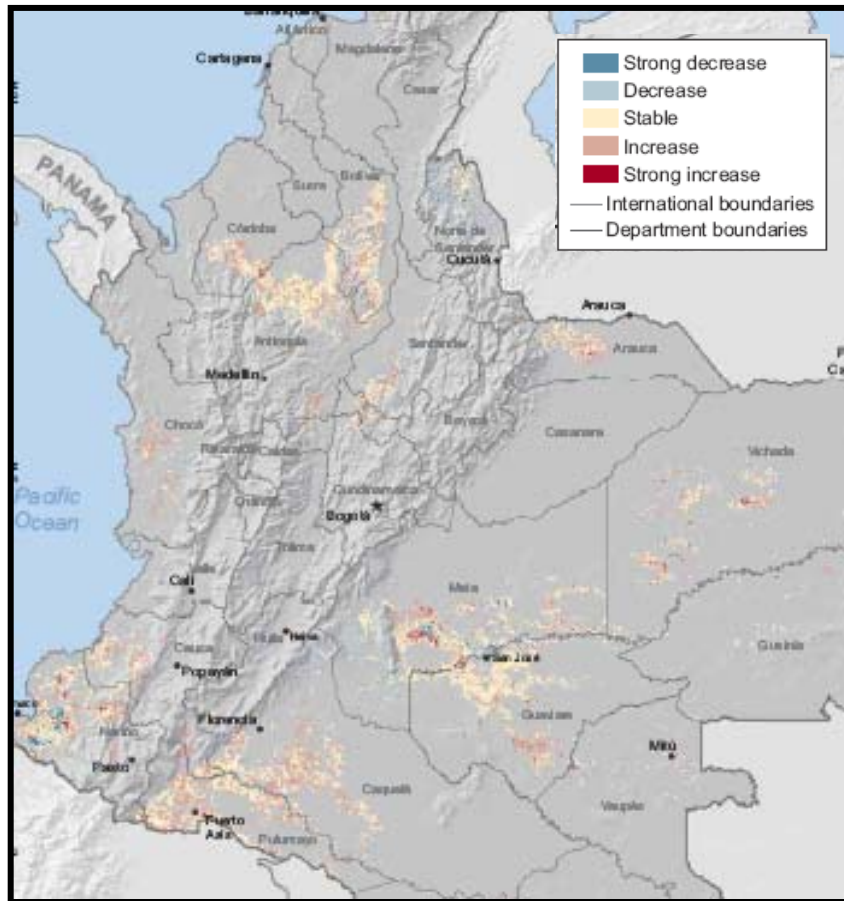 Cartagena
Atlántico
Magdalena
Cesar
Strong decrease
Decrease
Stable
Increase
Strong increase
International boundaries
Department boundaries
PANAMA
Sucre
Bolívar
Córdoba
Norte de
Santander
Cúcuta
Arauca
Arauca
Antioquia
Santander
Medellín
Chocó
Boyacá
Casanare
Vichada
Caldas
Cundinamarca
Pacific
Ocean
Bogotá
Tolima
Valle
Cali
Meta
Cauca
Huila
Neiva
San José
Guainía
Popayán
Florencia
Guaviare
Nariño
Mitú
Pasto
Caquetá
Vaupés
Puerto
Asís
Putumayo